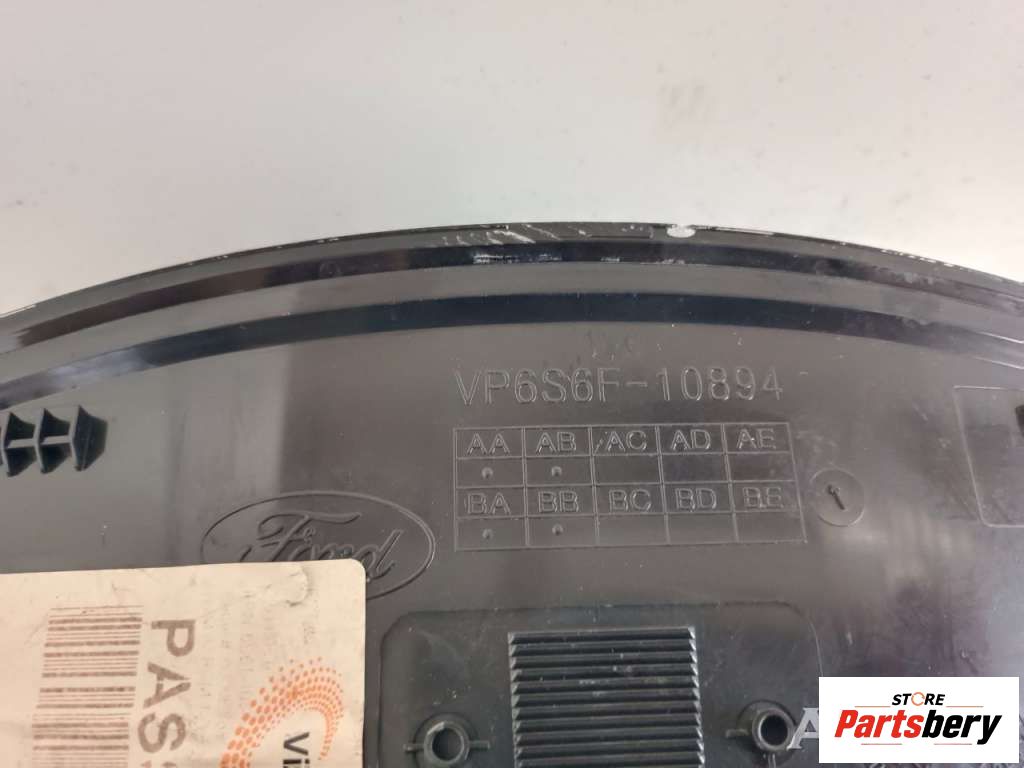 VP6S6F-10894
AA AB AC AD AE
BA BB BC BD BE
Ford
PAS
STORE
Partsbery